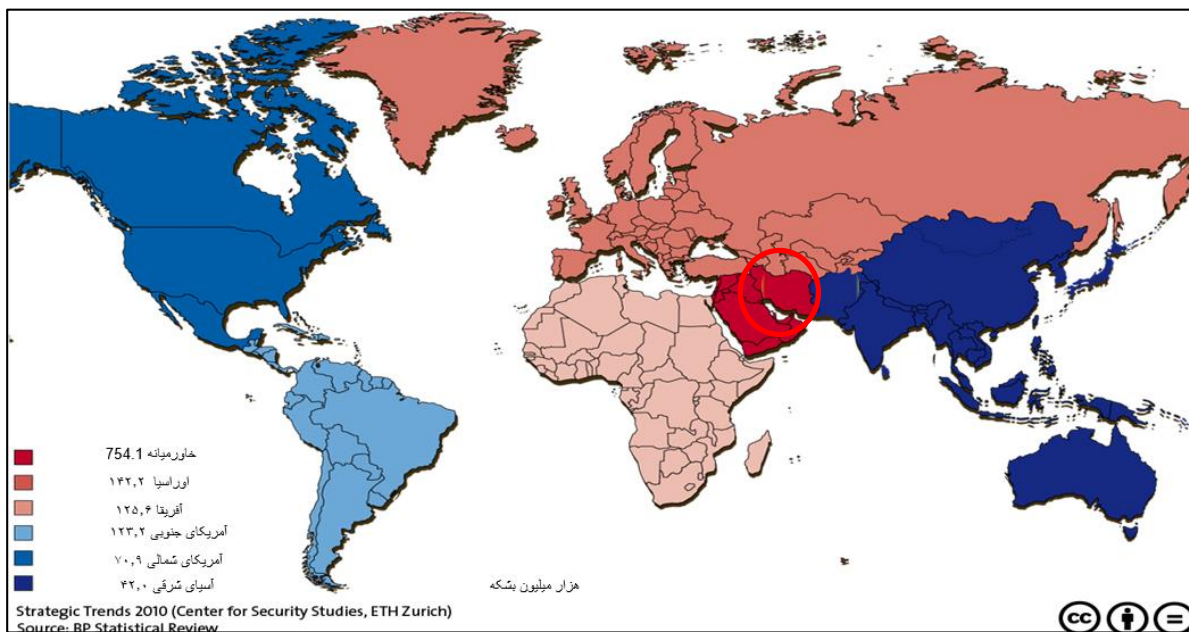 خاورمیانه 754.1
اوراسیا ۱۴۲,۲
آفریقا ۱۲۵,۶
آمریکای جنوبی ۱۲۳,۲
آمریکای شمالی ۷۰,۹
آسیای شرقی ۴۲,۰
هزار میلیون بشکه
Strategic Trends 2010 (Center for Security Studies, ETH Zurich)
Source: BP Statistical Review
cc